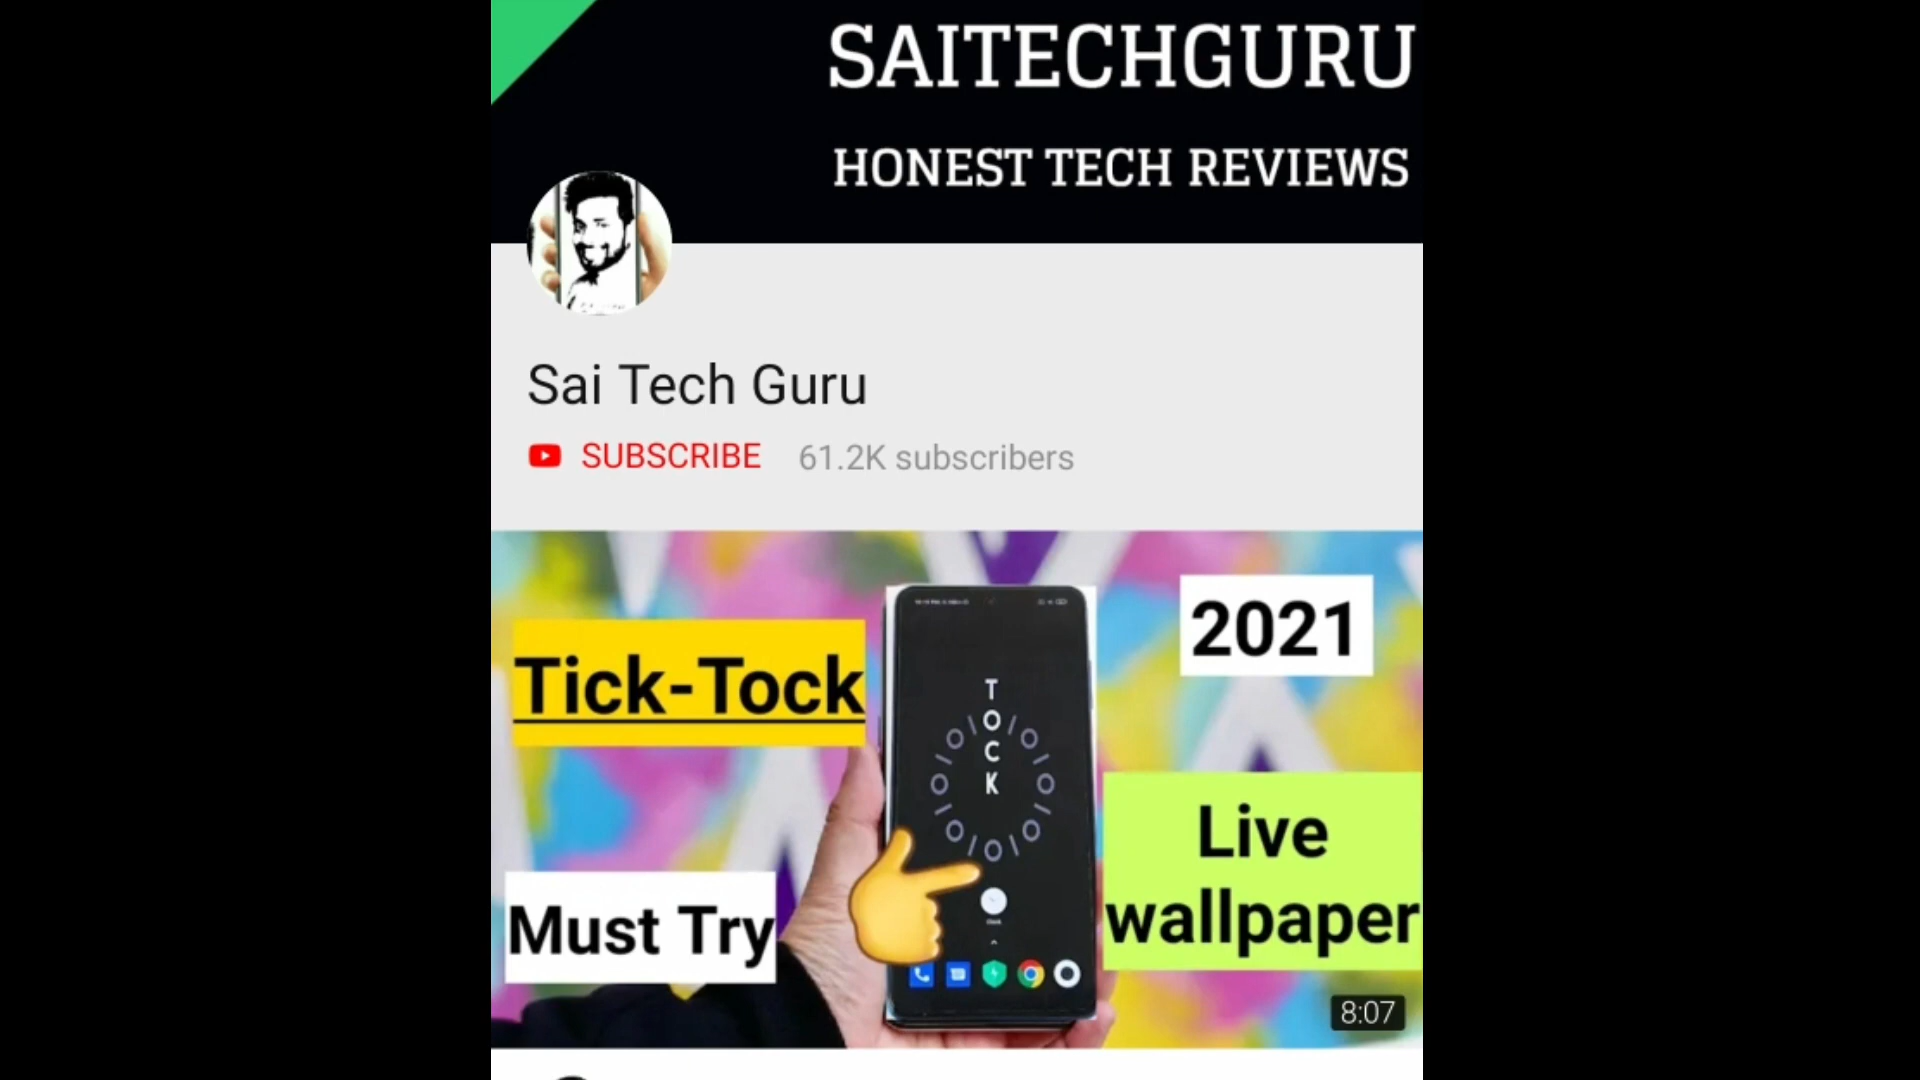 SAITECHGURU
HONEST TECH REVIEWS
Sai Tech Guru
SUBSCRIBE 61.2K subscribers
Tick-Tock
2021
T
O
C
K
Live
wallpaper
Must Try
Clock
8:07